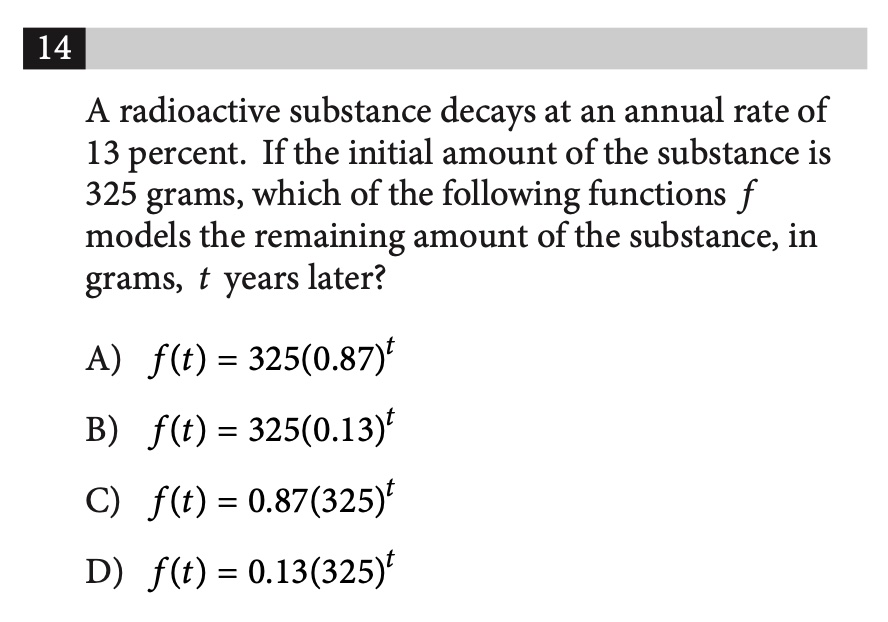 14
A radioactive substance decays at an annual rate of
13 percent. If the initial amount of the substance is
325 grams, which of the following functions f
models the remaining amount of the substance, in
grams, t years later?
A) f(t) = 325(0.87)^t
B) f(t) = 325(0.13)^t
C) f(t) = 0.87(325)^t
D) f(t) = 0.13(325)^t